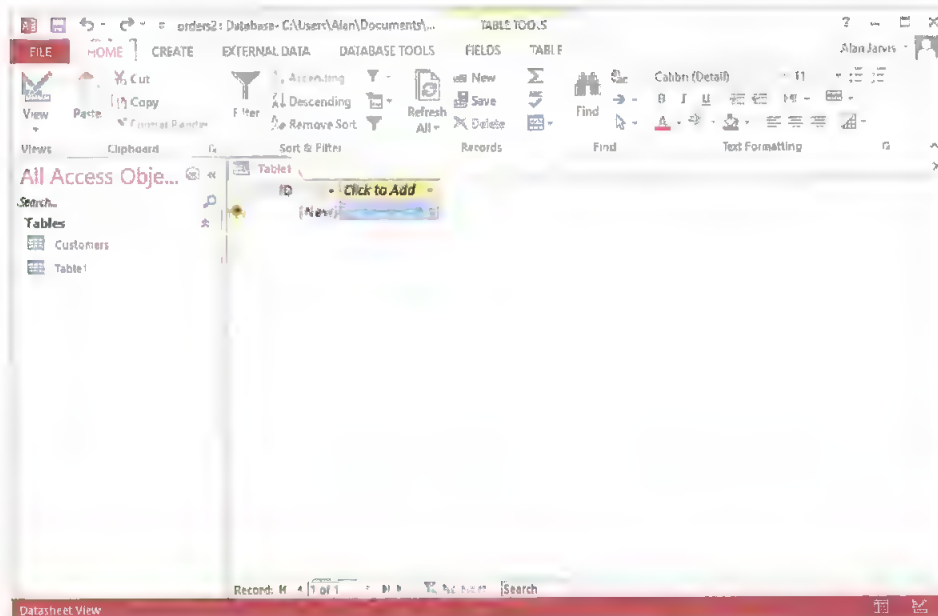 orders2: Database- C:\Users\Alan\Documents\... TABLE TOOLS ?
FILE HOME CREATE EXTERNAL DATA DATABASE TOOLS FIELDS TABLE Alan Jarvis
View Paste Cut Copy Format Painter
Filter Ascending Descending Remove Sort
Refresh All New Save Delete
Find
Calibri (Detail) 11
B I U
A
Views Clipboard Sort & Filter Records Find Text Formatting
All Access Obje... «
Search...
Tables
Customers
Table1
Table1
ID Click to Add
(New)
Record: 1 of 1 Search
Datasheet View